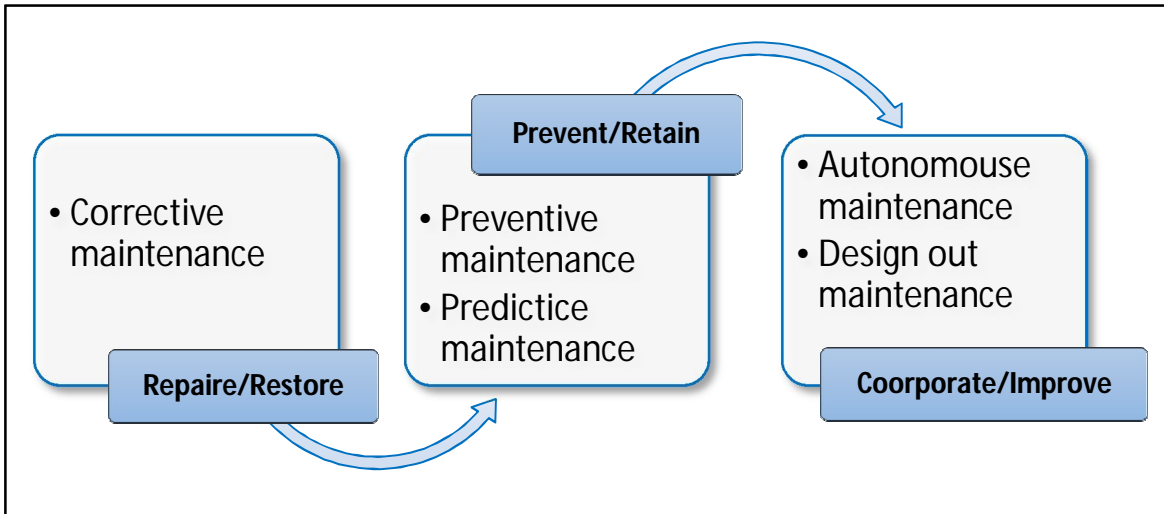 • Corrective
maintenance
Repaire/Restore
Prevent/Retain
• Preventive
maintenance
• Predictice
maintenance
• Autonomouse
maintenance
• Design out
maintenance
Coorporate/Improve